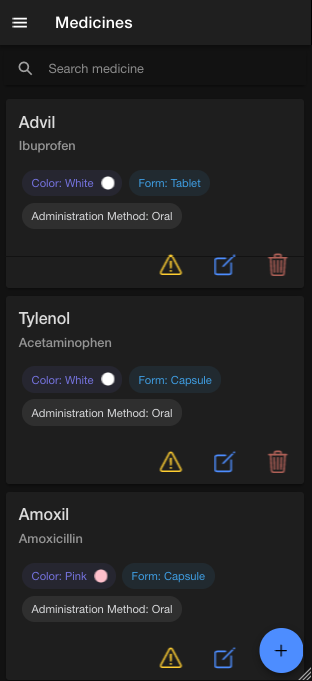 Medicines
Search medicine
Advil
Ibuprofen
Color: White Form: Tablet
Administration Method: Oral
Tylenol
Acetaminophen
Color: White Form: Capsule
Administration Method: Oral
Amoxil
Amoxicillin
Color: Pink Form: Capsule
Administration Method: Oral